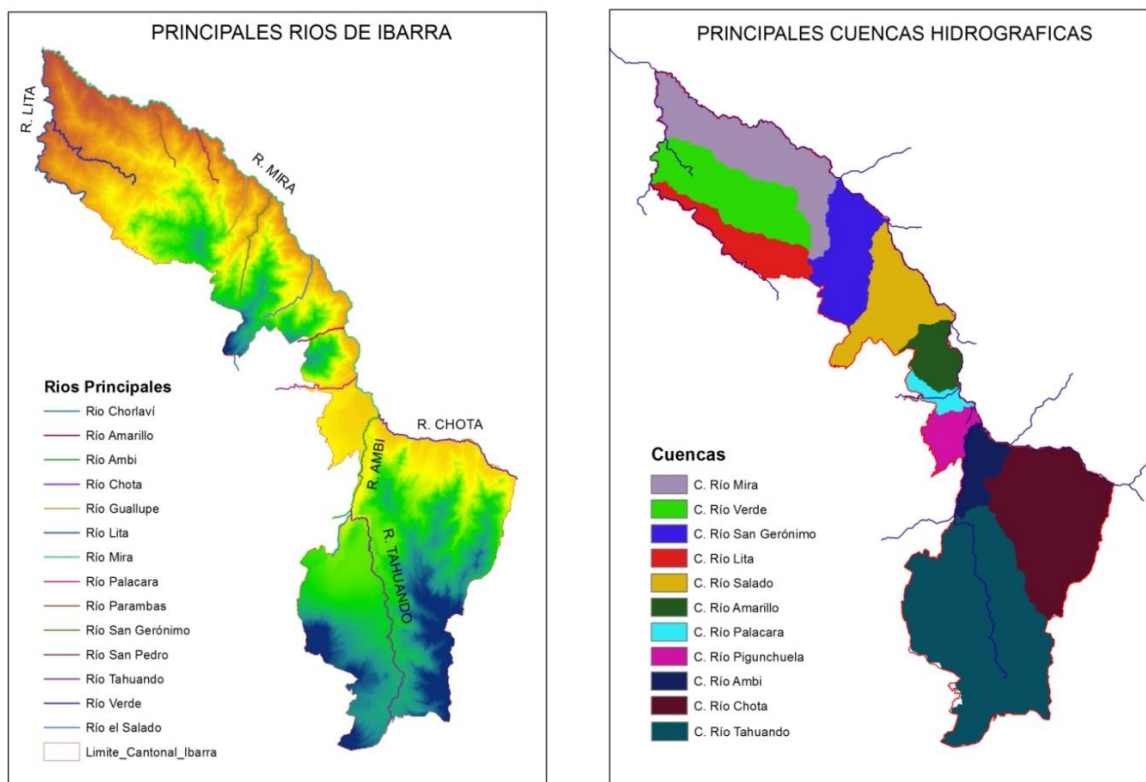 PRINCIPALES RIOS DE IBARRA
R. LITA
R. MIRA
R. CHOTA
R. AMBI
R. TAHUANDO
Rios Principales
Rio Chorlaví
Río Amarillo
Río Ambi
Río Chota
Río Guallupe
Río Lita
Río Mira
Río Palacara
Río Parambas
Río San Gerónimo
Río San Pedro
Río Tahuando
Río Verde
Río el Salado
Limite_Cantonal_Ibarra
PRINCIPALES CUENCAS HIDROGRAFICAS
Cuencas
C. Río Mira
C. Río Verde
C. Río San Gerónimo
C. Río Lita
C. Río Salado
C. Río Amarillo
C. Río Palacara
C. Río Pigunchuela
C. Río Ambi
C. Río Chota
C. Río Tahuando